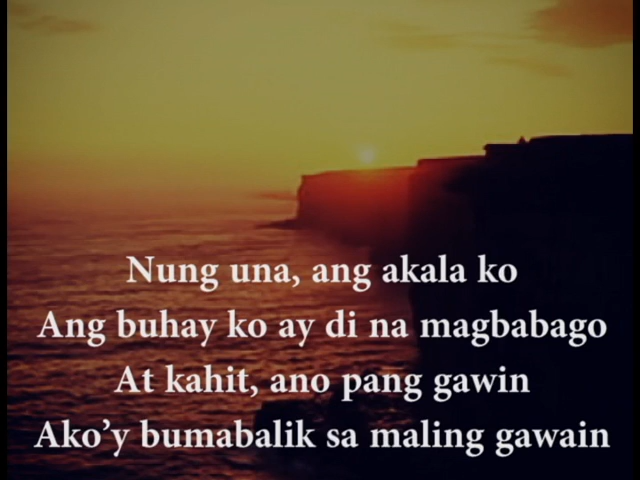 Nung una, ang akala ko
Ang buhay ko ay di na magbabago
At kahit, ano pang gawin
Ako’y bumabalik sa maling gawain